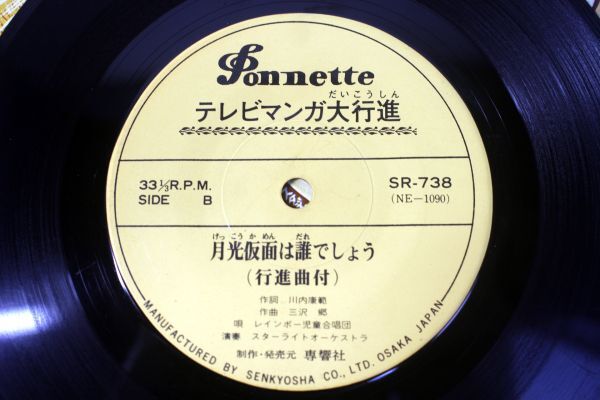 Ponnette
だいこうしん
テレビマンガ大行進
33⅓R.P.M.
SIDE B
SR-738
(NE-1090)
げっこうかめん だれ
月光仮面は誰でしょう
(行進曲付)
作詞 川内康範
作曲 三沢 郷
唄 レインボー児童合唱団
演奏 スターライトオーケストラ
制作・発売元 専響社
MANUFACTURED BY SENKYOSHA CO., LTD. OSAKA JAPAN